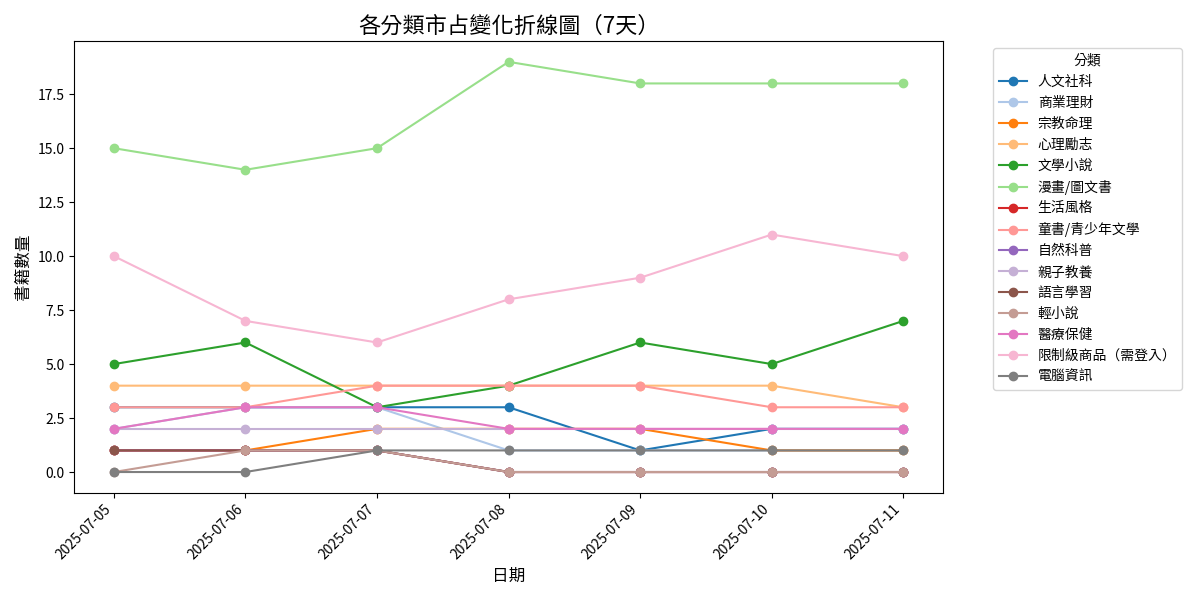 各分類市占變化折線圖（7天）
書籍數量
17.5
15.0
12.5
10.0
7.5
5.0
2.5
0.0
2025-07-05
2025-07-06
2025-07-07
2025-07-08
2025-07-09
2025-07-10
2025-07-11
日期
分類
人文社科
商業理財
宗教命理
心理勵志
文學小說
漫畫/圖文書
生活風格
童書/青少年文學
自然科普
親子教養
語言學習
輕小說
醫療保健
限制級商品（需登入）
電腦資訊